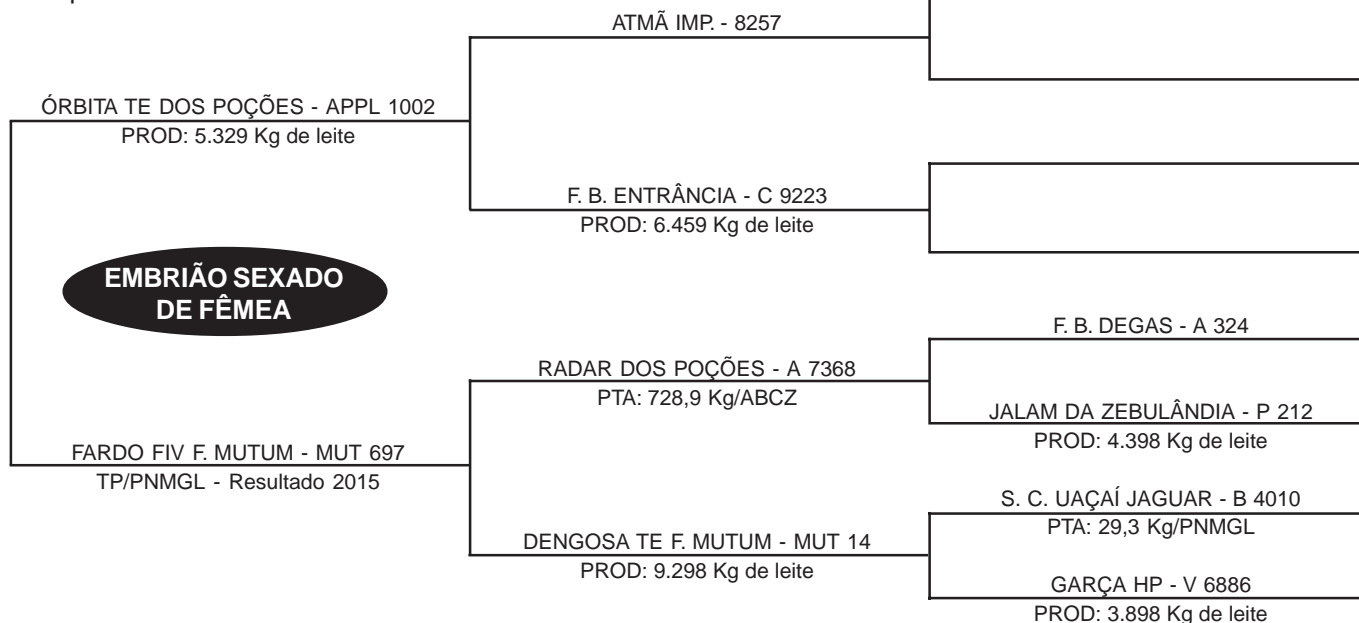 ATMÃ IMP. - 8257
ÓRBITA TE DOS POÇÕES - APPL 1002
PROD: 5.329 Kg de leite
F. B. ENTRÂNCIA - C 9223
PROD: 6.459 Kg de leite
EMBRIÃO SEXADO
DE FÊMEA
F. B. DEGAS - A 324
RADAR DOS POÇÕES - A 7368
PTA: 728,9 Kg/ABCZ
JALAM DA ZEBULÂNDIA - P 212
PROD: 4.398 Kg de leite
FARDO FIV F. MUTUM - MUT 697
TP/PNMGL - Resultado 2015
S. C. UAÇAÍ JAGUAR - B 4010
PTA: 29,3 Kg/PNMGL
DENGOSA TE F. MUTUM - MUT 14
PROD: 9.298 Kg de leite
GARÇA HP - V 6886
PROD: 3.898 Kg de leite